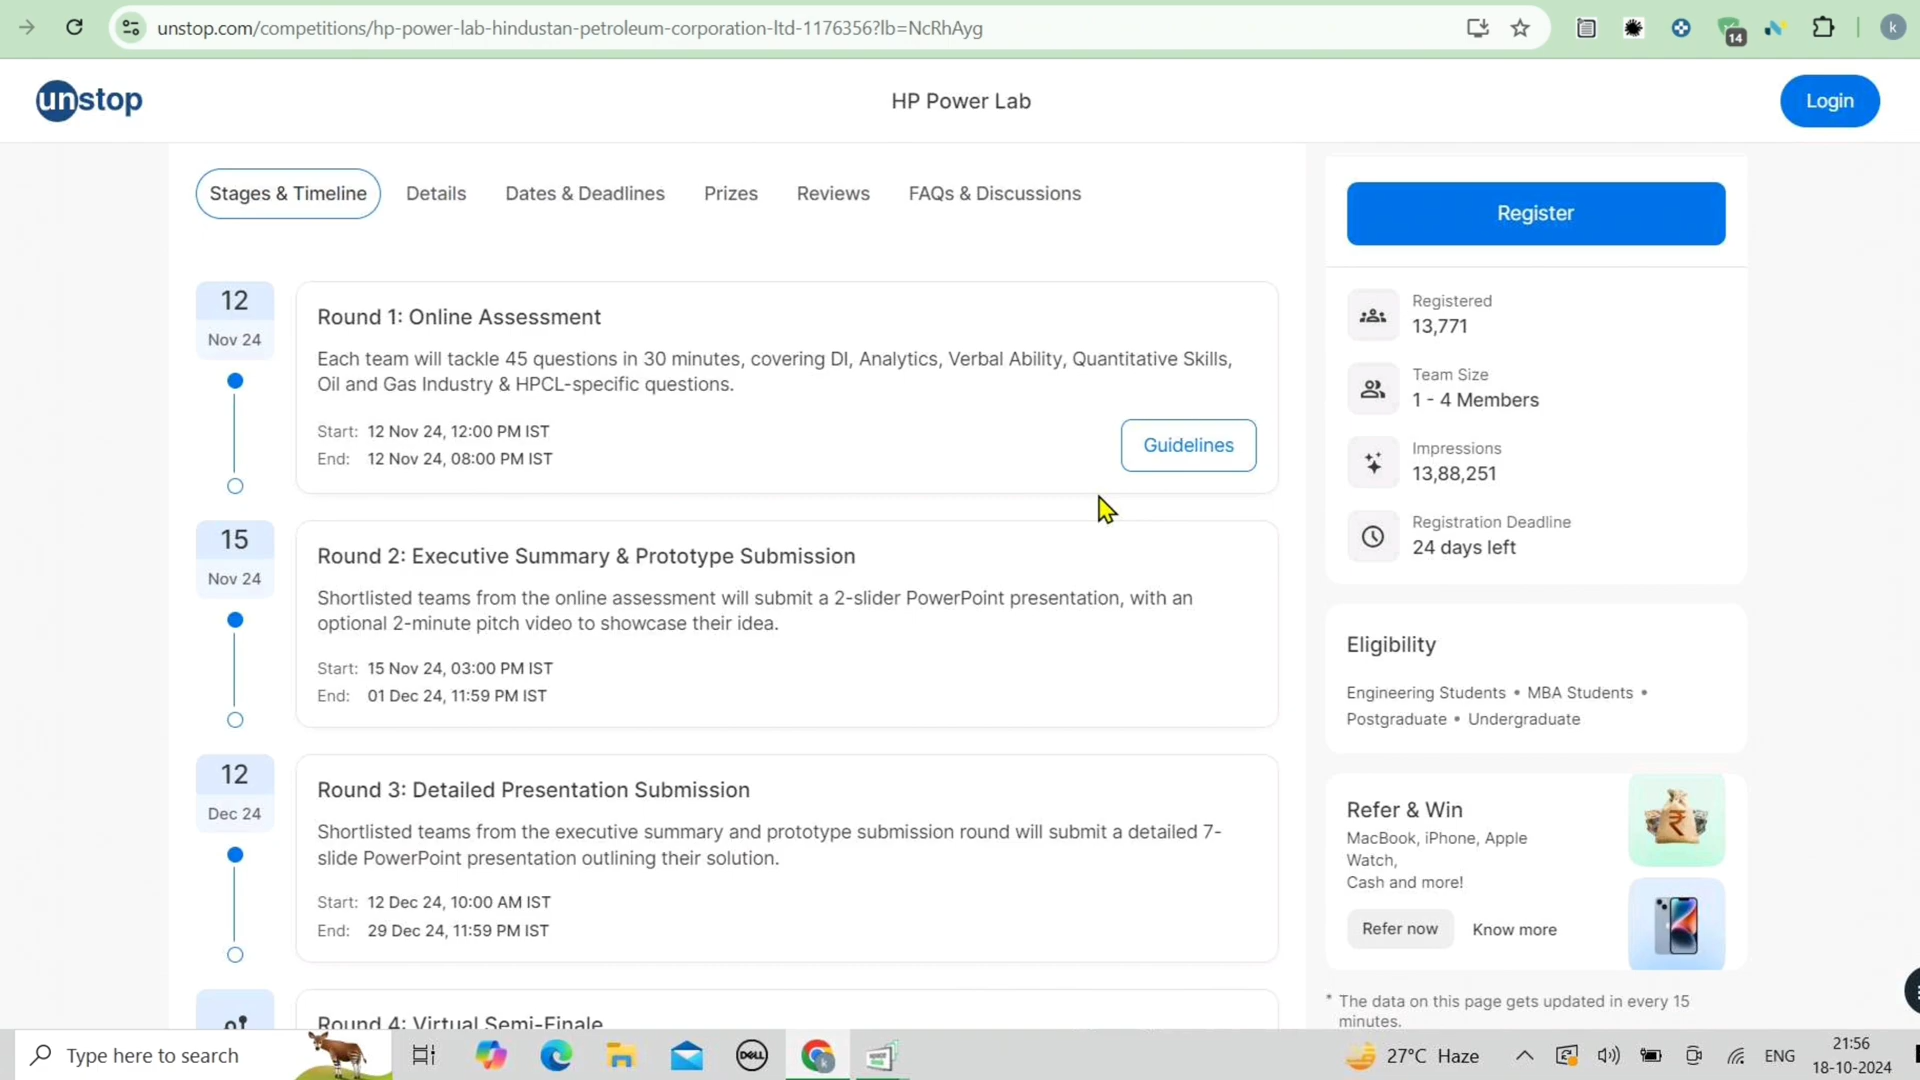 unstop.com/competitions/hp-power-lab-hindustan-petroleum-corporation-ltd-1176356?lb=NcRhAyg
14
k
unstop
HP Power Lab
Login
Stages & Timeline
Details
Dates & Deadlines
Prizes
Reviews
FAQs & Discussions
12
Nov 24
Round 1: Online Assessment
Each team will tackle 45 questions in 30 minutes, covering DI, Analytics, Verbal Ability, Quantitative Skills,
Oil and Gas Industry & HPCL-specific questions.
Start: 12 Nov 24, 12:00 PM IST
End: 12 Nov 24, 08:00 PM IST
Guidelines
15
Nov 24
Round 2: Executive Summary & Prototype Submission
Shortlisted teams from the online assessment will submit a 2-slider PowerPoint presentation, with an
optional 2-minute pitch video to showcase their idea.
Start: 15 Nov 24, 03:00 PM IST
End: 01 Dec 24, 11:59 PM IST
12
Dec 24
Round 3: Detailed Presentation Submission
Shortlisted teams from the executive summary and prototype submission round will submit a detailed 7-
slide PowerPoint presentation outlining their solution.
Start: 12 Dec 24, 10:00 AM IST
End: 29 Dec 24, 11:59 PM IST
Round 4: Virtual Semi-Finale
Register
Registered
13,771
Team Size
1 - 4 Members
Impressions
13,88,251
Registration Deadline
24 days left
Eligibility
Engineering Students • MBA Students •
Postgraduate • Undergraduate
Refer & Win
MacBook, iPhone, Apple
Watch,
Cash and more!
Refer now
Know more
* The data on this page gets updated in every 15
minutes.
Type here to search
DELL
27°C Haze
ENG
21:56
18-10-2024